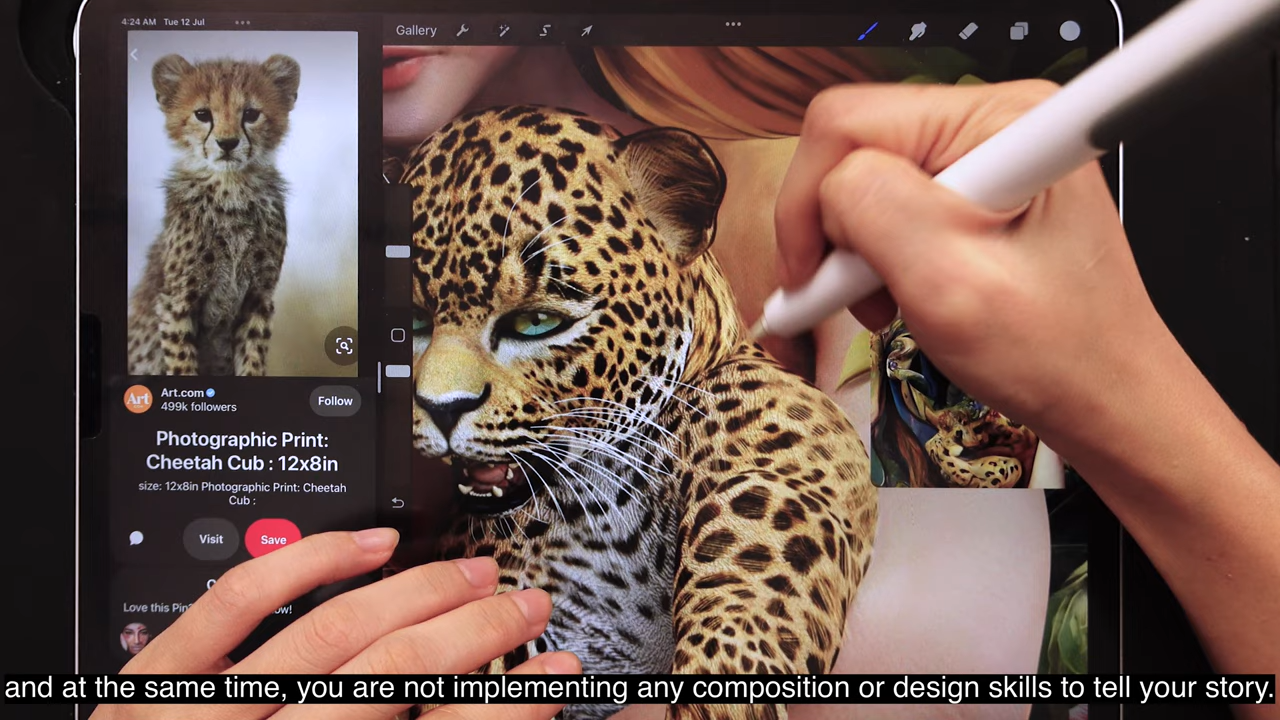 4:24 AM Tue 12 Jul
Gallery
Art
Art.com
499k followers
Follow
Photographic Print:
Cheetah Cub : 12x8in
size: 12x8in Photographic Print: Cheetah
Cub :
Visit
Save
Love this Pin?
and at the same time, you are not implementing any composition or design skills to tell your story.